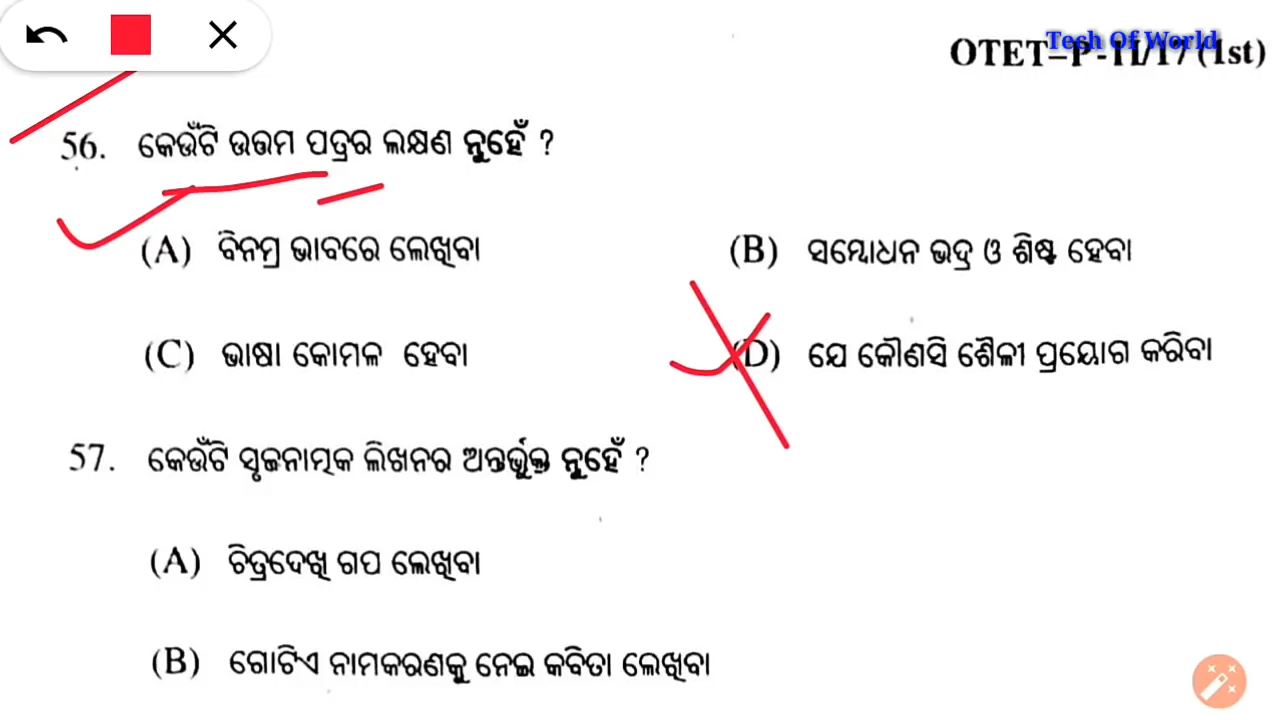 Tech Of World
OTET–P-II/17 (1st)
56. କେଉଁଟି ଉତ୍ତମ ପତ୍ରର ଲକ୍ଷଣ ନୁହେଁ ?
(A) ବିନମ୍ର ଭାବରେ ଲେଖିବା
(B) ସମ୍ବୋଧନ ଭଦ୍ର ଓ ଶିଷ୍ଟ ହେବା
(C) ଭାଷା କୋମଳ ହେବା
(D) ଯେ କୌଣସି ଶୈଳୀ ପ୍ରୟୋଗ କରିବା
57. କେଉଁଟି ସୃଜନାତ୍ମକ ଲିଖନର ଅନ୍ତର୍ଭୁକ୍ତ ନୁହେଁ ?
(A) ଚିତ୍ରଦେଖି ଗପ ଲେଖିବା
(B) ଗୋଟିଏ ନାମକରଣକୁ ନେଇ କବିତା ଲେଖିବା